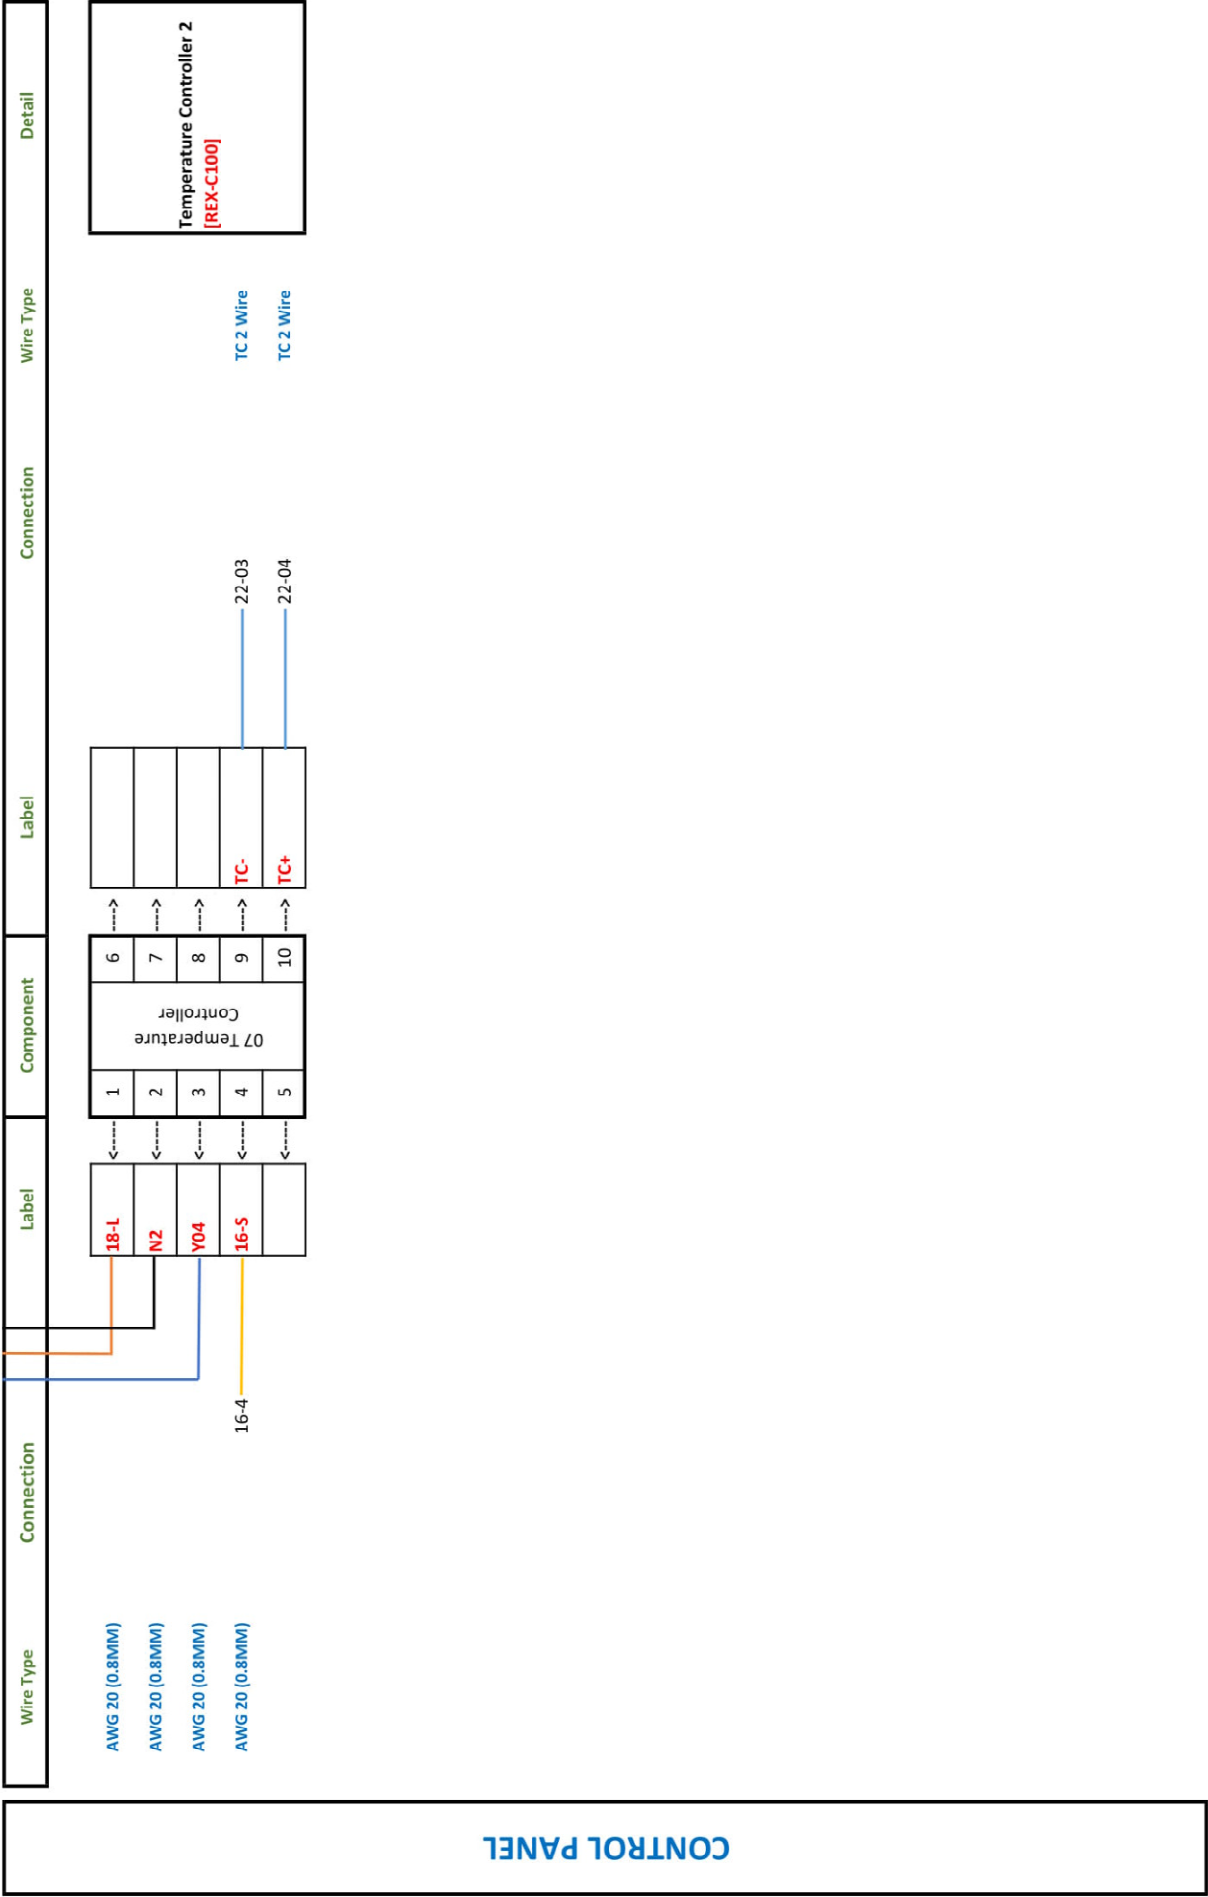 CONTROL PANEL
Wire Type
Connection
Label
Component
Label
Connection
Wire Type
Detail
AWG 20 (0.8MM)
18-L
1
6
AWG 20 (0.8MM)
N2
2
7
AWG 20 (0.8MM)
Y04
3
8
AWG 20 (0.8MM)
16-4
16-S
4
9
TC-
22-03
TC 2 Wire
5
10
TC+
22-04
TC 2 Wire
07 Temperature
Controller
Temperature Controller 2
[REX-C100]